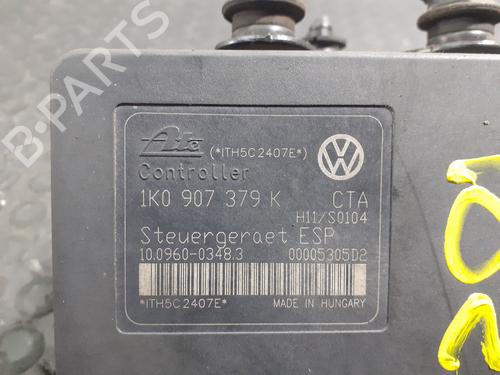 Ate (*ITH5C2407E*)
Controller
1K0 907 379 K CTA
H11/S0104
Steuergeraet ESP
10.0960-0348.3 00005305D2
*ITH5C2407E* MADE IN HUNGARY
B-PARTS